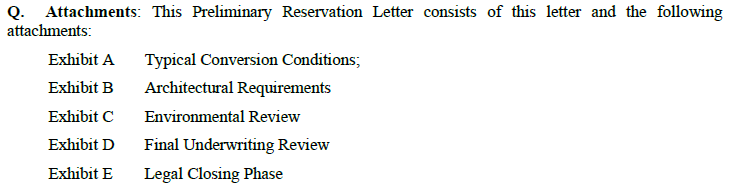 Q. Attachments: This Preliminary Reservation Letter consists of this letter and the following
attachments:
Exhibit A Typical Conversion Conditions;
Exhibit B Architectural Requirements
Exhibit C Environmental Review
Exhibit D Final Underwriting Review
Exhibit E Legal Closing Phase